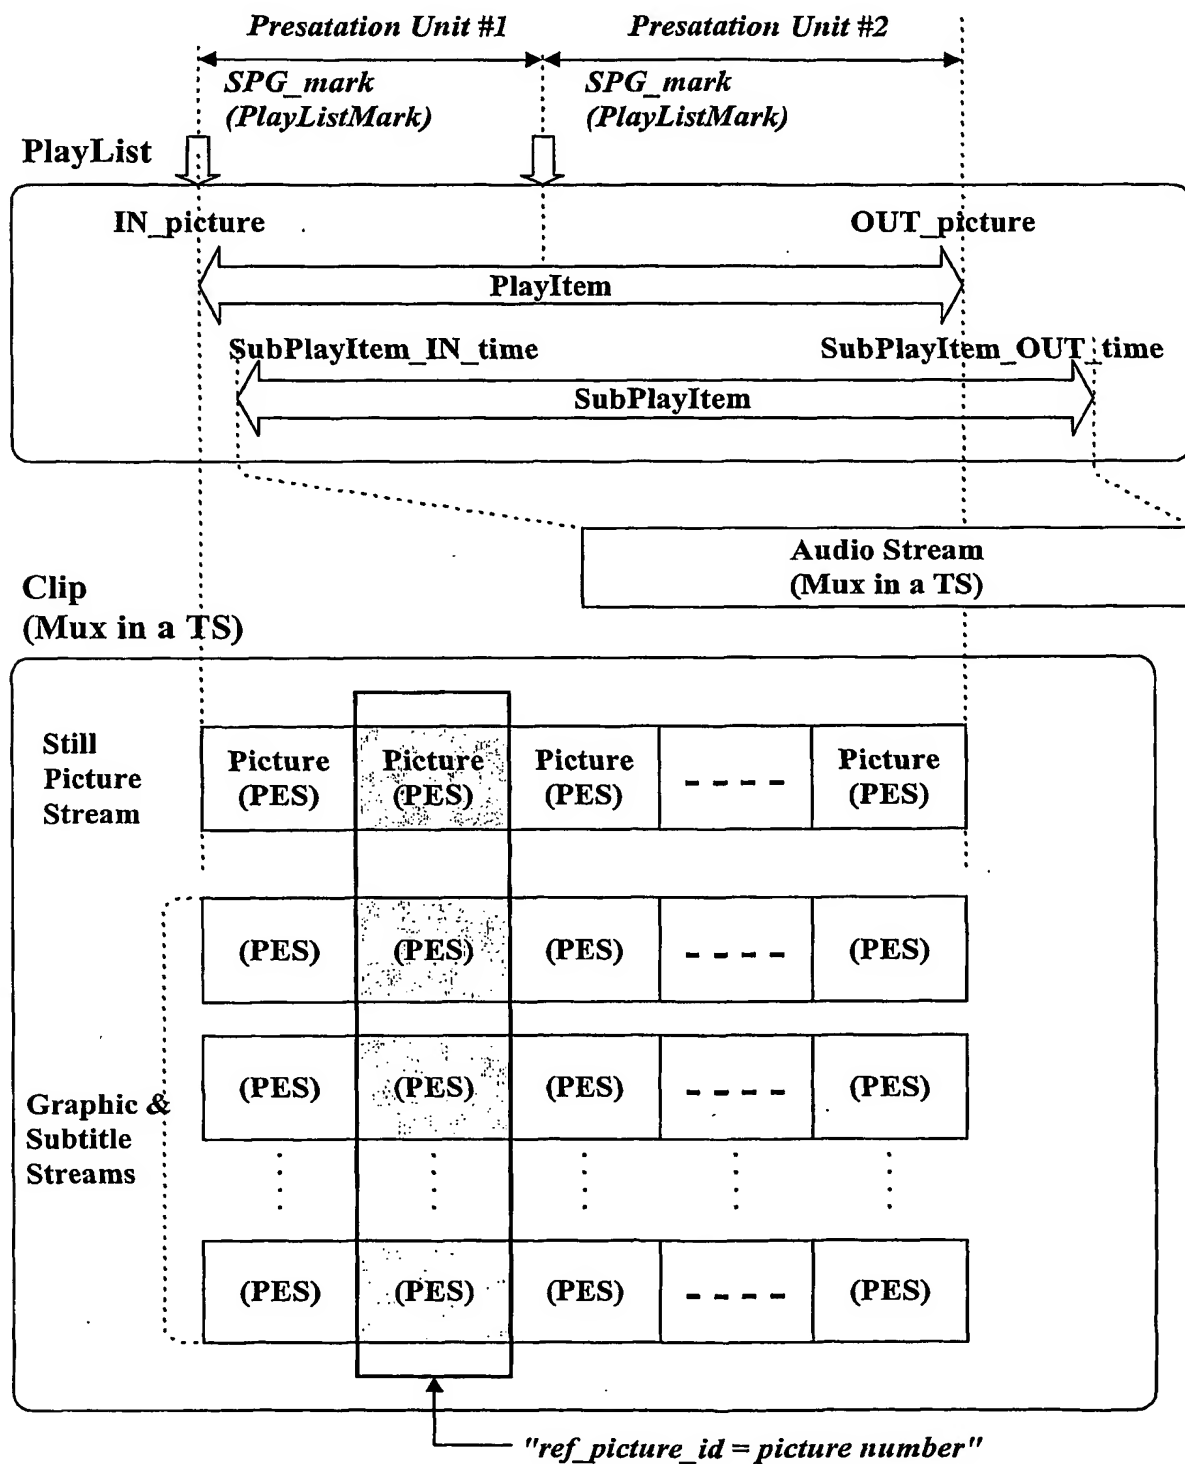 Presatation Unit #1 Presatation Unit #2
SPG_mark SPG_mark
(PlayListMark) (PlayListMark)
PlayList
IN_picture OUT_picture
PlayItem
SubPlayItem_IN_time SubPlayItem_OUT_time
SubPlayItem
Audio Stream
(Mux in a TS)
Clip
(Mux in a TS)
Still
Picture
Stream
Picture Picture Picture Picture
(PES) (PES) (PES) - - - - (PES)
(PES) (PES) (PES) - - - - (PES)
(PES) (PES) (PES) - - - - (PES)
Graphic &
Subtitle
Streams
(PES) (PES) (PES) - - - - (PES)
"ref_picture_id = picture number"